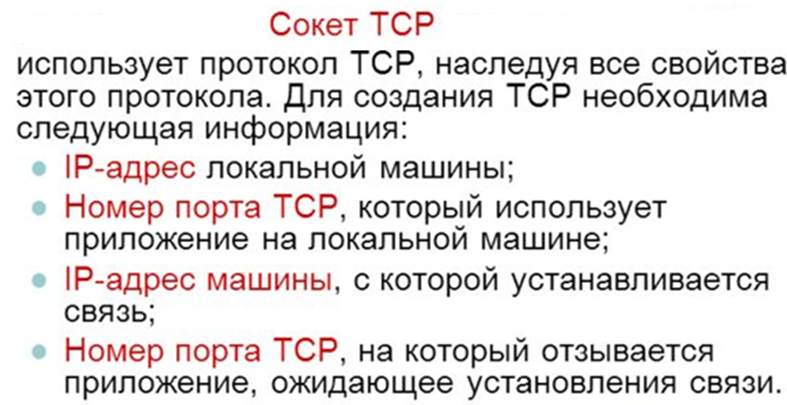 Сокет TCP
использует протокол TCP, наследуя все свойства
этого протокола. Для создания TCP необходима
следующая информация:
IP-адрес локальной машины;
Номер порта TCP, который использует
приложение на локальной машине;
IP-адрес машины, с которой устанавливается
связь;
Номер порта TCP, на который отзывается
приложение, ожидающее установления связи.